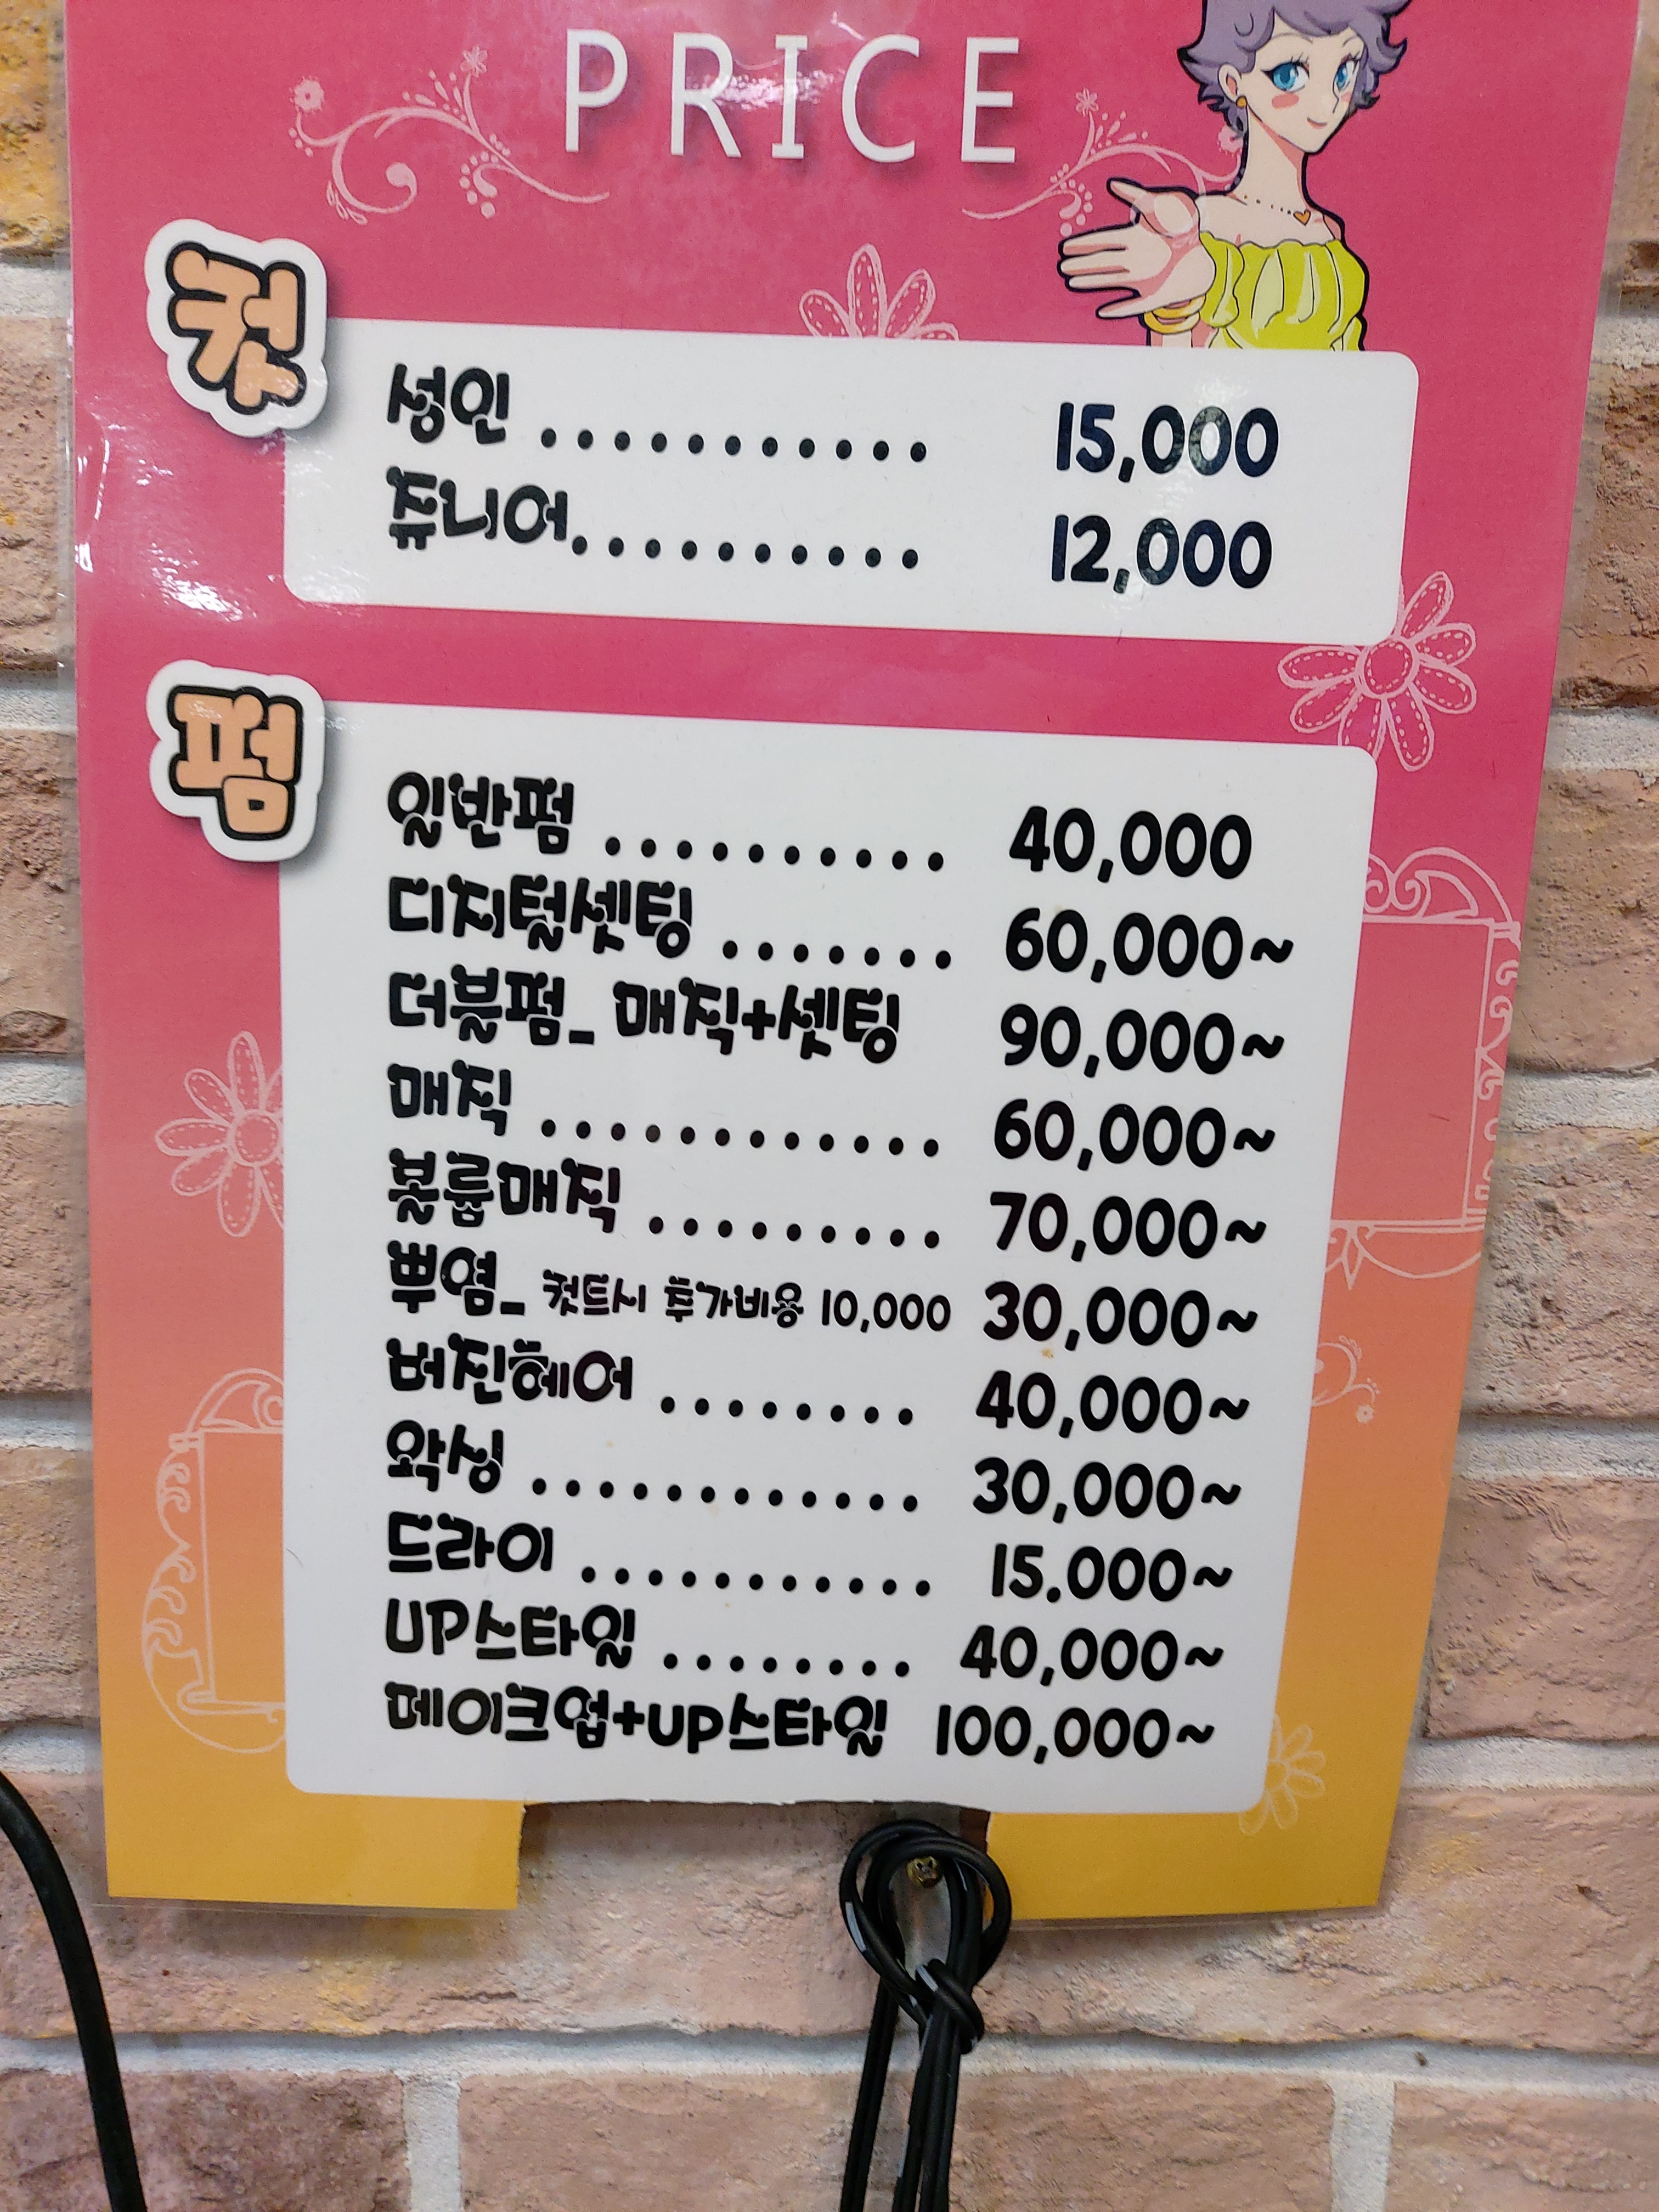 PRICE
컷
성인 ........... 15,000
쥬니어.......... 12,000
펌
일반펌 .......... 40,000
디지털셋팅 ....... 60,000~
더블펌_ 매직+셋팅 90,000~
매직 ............ 60,000~
볼륨매직 ......... 70,000~
뿌염_ 컷트시 추가비용 10,000 30,000~
버진헤어 ........ 40,000~
왁싱 ............ 30,000~
드라이 ........... 15.000~
UP스타일 ........ 40,000~
메이크업+UP스타일 100,000~